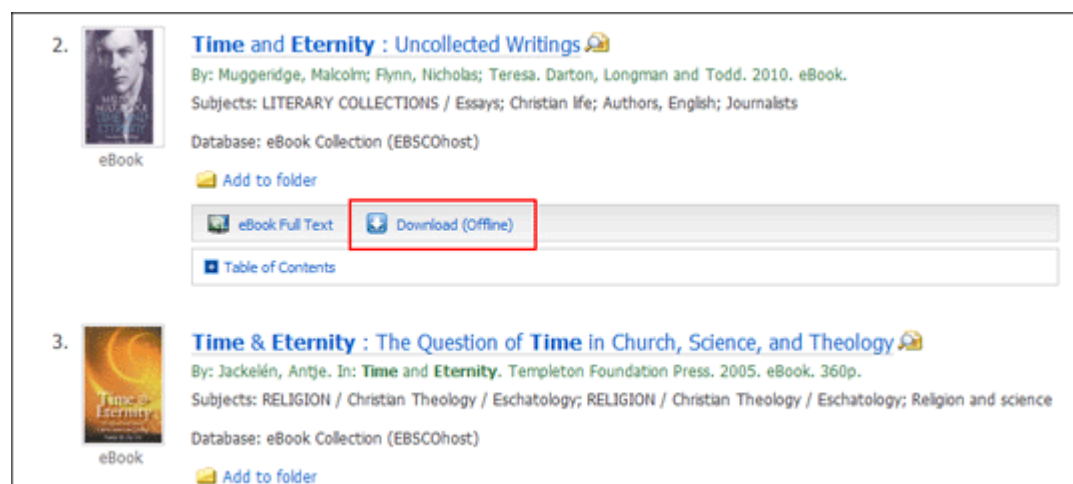 2.
Time and Eternity : Uncollected Writings
By: Muggeridge, Malcolm; Flynn, Nicholas; Teresa. Darton, Longman and Todd. 2010. eBook.
Subjects: LITERARY COLLECTIONS / Essays; Christian life; Authors, English; Journalists
Database: eBook Collection (EBSCOhost)
eBook
Add to folder
eBook Full Text Download (Offline)
Table of Contents
3.
Time & Eternity : The Question of Time in Church, Science, and Theology
By: Jackelén, Antje. In: Time and Eternity. Templeton Foundation Press. 2005. eBook. 360p.
Time &
Eternity
Subjects: RELIGION / Christian Theology / Eschatology; RELIGION / Christian Theology / Eschatology; Religion and science
Database: eBook Collection (EBSCOhost)
eBook
Add to folder